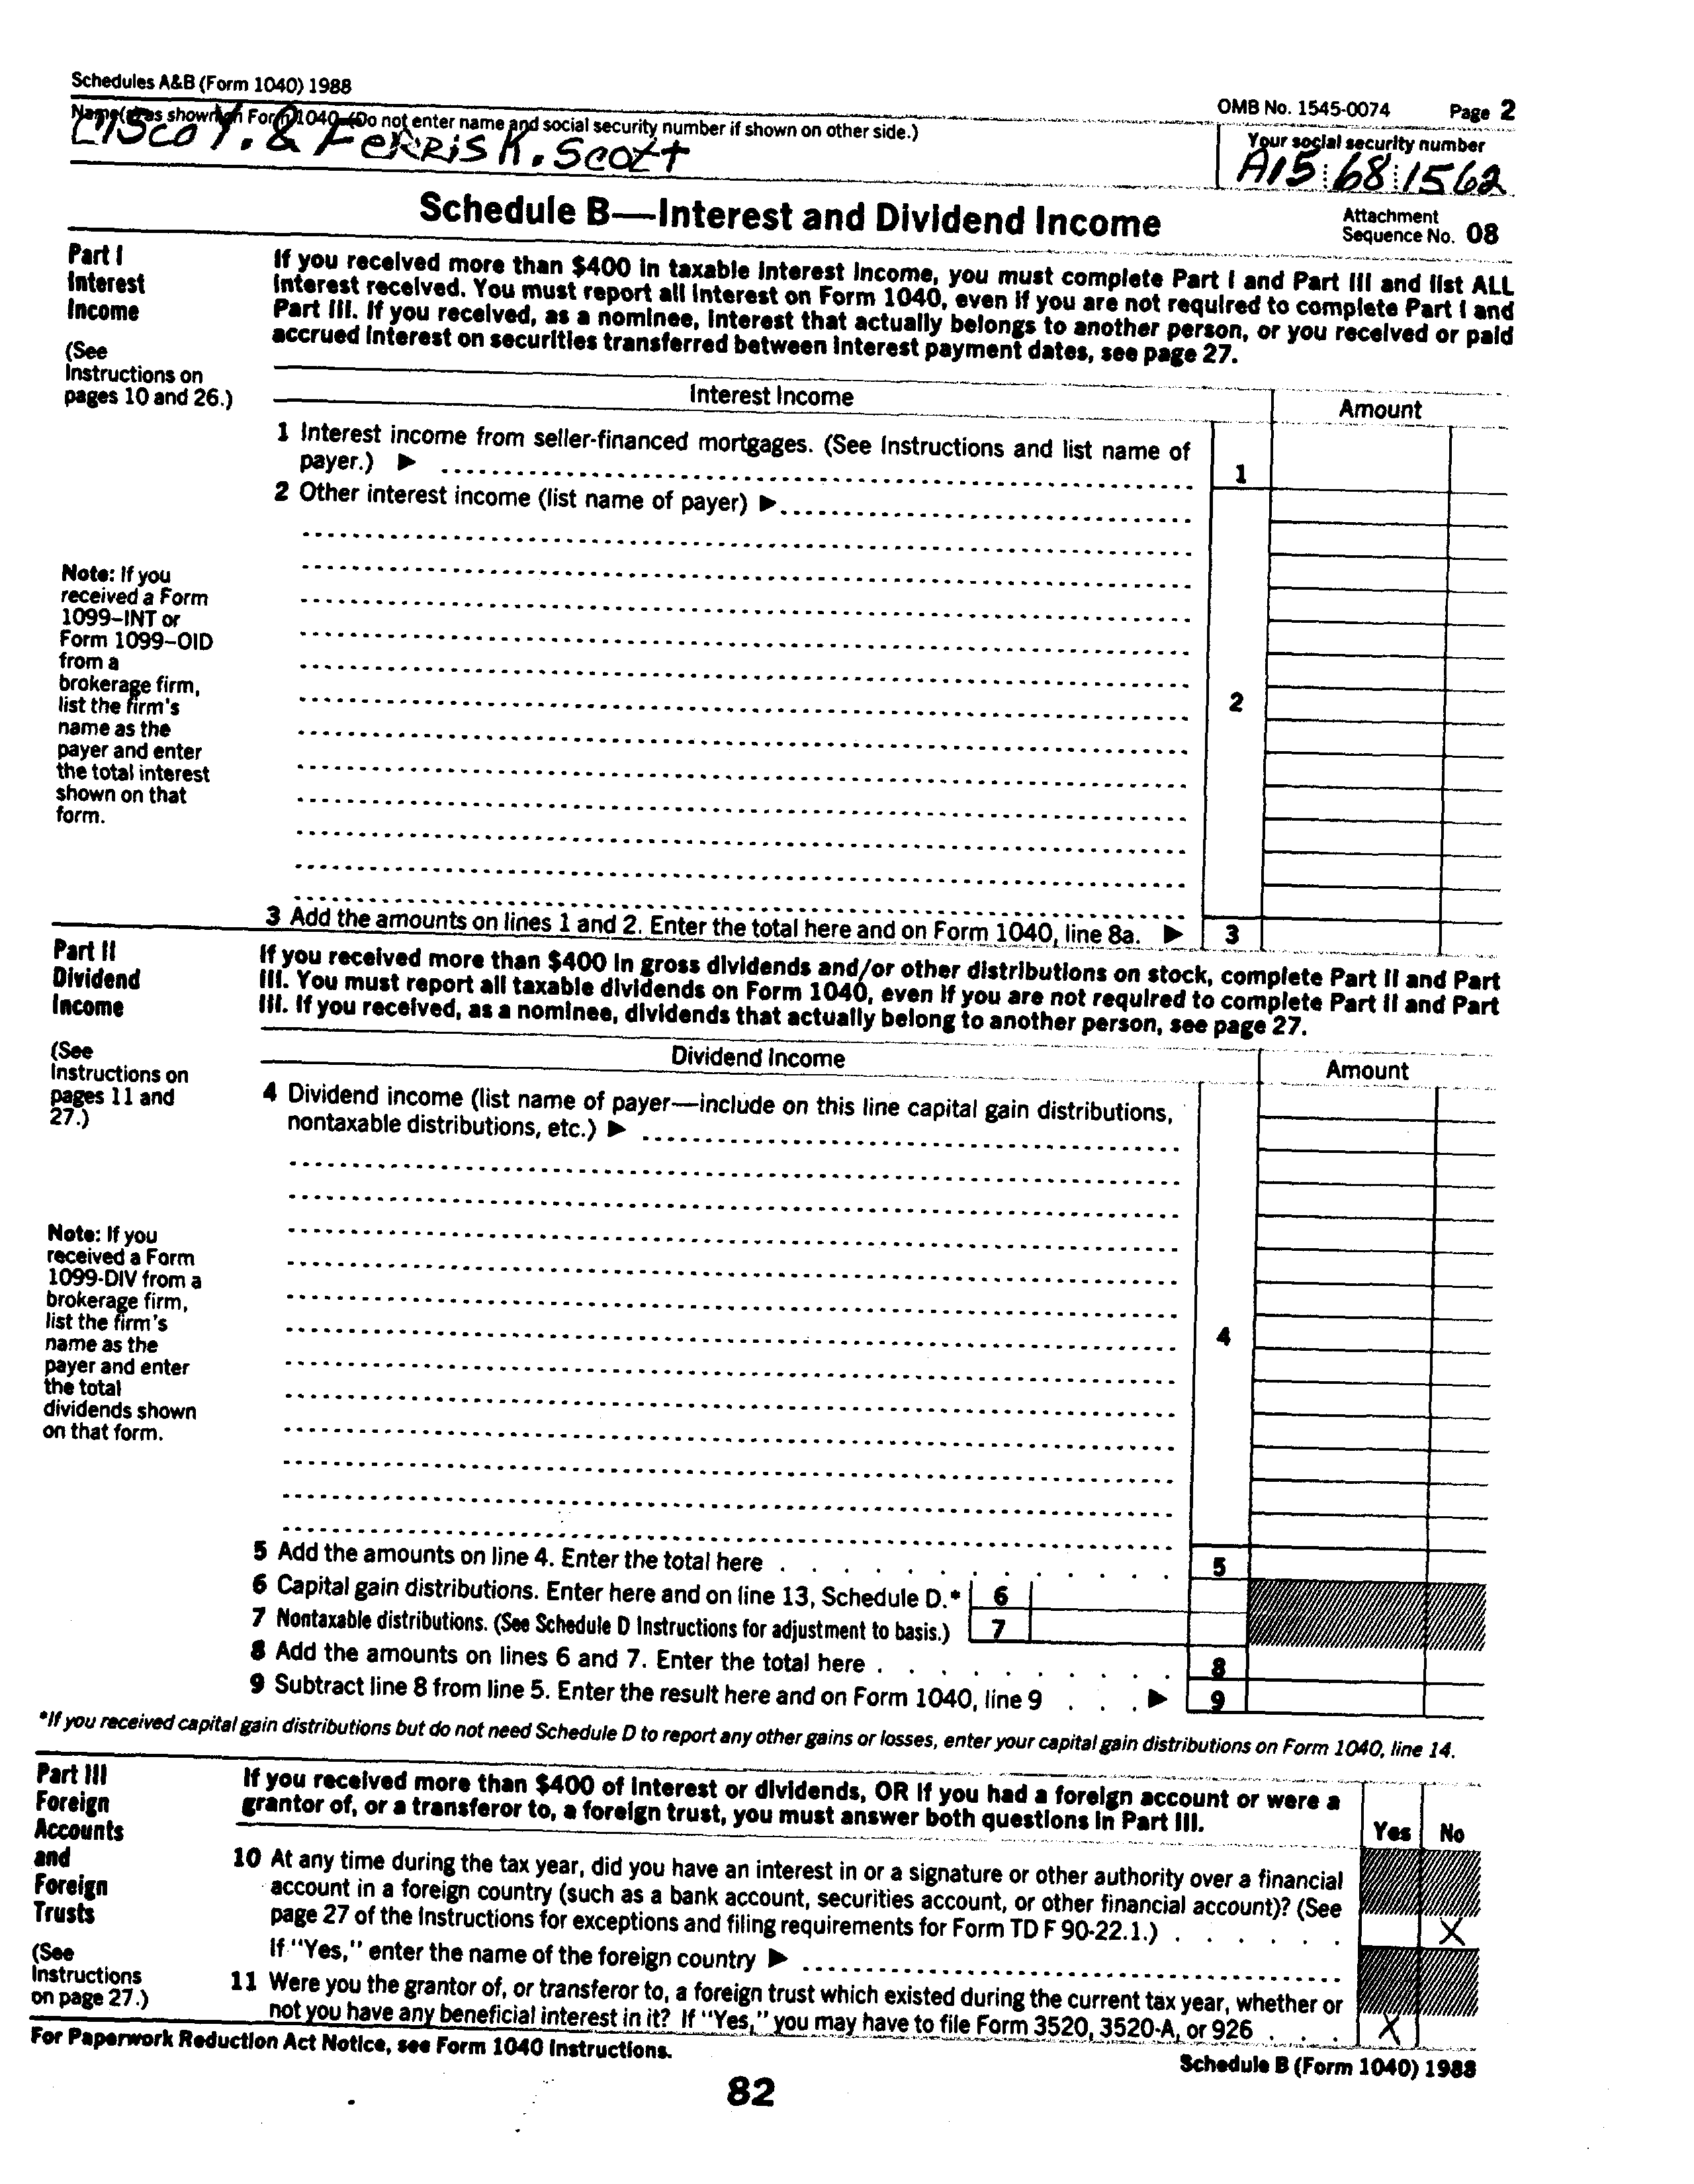 Schedules A&B (Form 1040) 1988
OMB No. 1545-0074 Page 2
Name(s) as shown on Form 1040 (Do not enter name and social security number if shown on other side.)
Your social security number
Y. & Ferris K. Scott
A15 68 1562
Schedule B—Interest and Dividend Income
Attachment
Sequence No. 08
Part I
Interest
Income
(See
Instructions on
pages 10 and 26.)
If you received more than $400 in taxable interest income, you must complete Part I and Part III and list ALL
interest received. You must report all interest on Form 1040, even if you are not required to complete Part I and
Part III. If you received, as a nominee, interest that actually belongs to another person, or you received or paid
accrued interest on securities transferred between interest payment dates, see page 27.
Interest Income
Amount
1 Interest income from seller-financed mortgages. (See Instructions and list name of
payer.) ▶
1
2 Other interest income (list name of payer) ▶
Note: If you
received a Form
1099–INT or
Form 1099–OID
from a
brokerage firm,
list the firm's
name as the
payer and enter
the total interest
shown on that
form.
2
3 Add the amounts on lines 1 and 2. Enter the total here and on Form 1040, line 8a. ▶ 3
Part II
Dividend
Income
(See
Instructions on
pages 11 and
27.)
If you received more than $400 in gross dividends and/or other distributions on stock, complete Part II and Part
III. You must report all taxable dividends on Form 1040, even if you are not required to complete Part II and Part
III. If you received, as a nominee, dividends that actually belong to another person, see page 27.
Dividend Income
Amount
4 Dividend income (list name of payer—include on this line capital gain distributions,
nontaxable distributions, etc.) ▶
Note: If you
received a Form
1099-DIV from a
brokerage firm,
list the firm's
name as the
payer and enter
the total
dividends shown
on that form.
4
5 Add the amounts on line 4. Enter the total here . . . . . . . . . . . . 5
6 Capital gain distributions. Enter here and on line 13, Schedule D.* 6
7 Nontaxable distributions. (See Schedule D Instructions for adjustment to basis.) 7
8 Add the amounts on lines 6 and 7. Enter the total here . . . . . . . . . . 8
9 Subtract line 8 from line 5. Enter the result here and on Form 1040, line 9 . . . ▶ 9
*If you received capital gain distributions but do not need Schedule D to report any other gains or losses, enter your capital gain distributions on Form 1040, line 14.
Part III
Foreign
Accounts
and
Foreign
Trusts
(See
Instructions
on page 27.)
If you received more than $400 of interest or dividends, OR if you had a foreign account or were a
grantor of, or a transferor to, a foreign trust, you must answer both questions in Part III.
Yes No
10 At any time during the tax year, did you have an interest in or a signature or other authority over a financial
account in a foreign country (such as a bank account, securities account, or other financial account)? (See
page 27 of the Instructions for exceptions and filing requirements for Form TD F 90-22.1.) . . . . . . X
If "Yes," enter the name of the foreign country ▶
11 Were you the grantor of, or transferor to, a foreign trust which existed during the current tax year, whether or
not you have any beneficial interest in it? If "Yes," you may have to file Form 3520, 3520-A, or 926 . . . X
For Paperwork Reduction Act Notice, see Form 1040 Instructions.
Schedule B (Form 1040) 1988
82